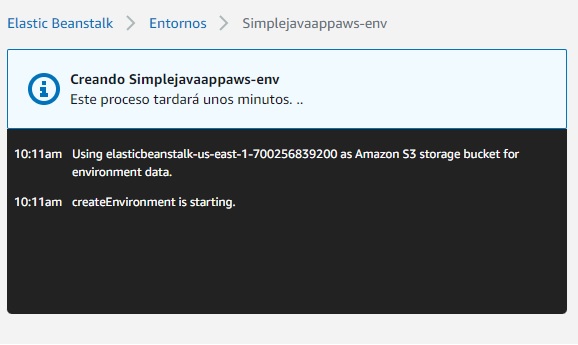 Elastic Beanstalk > Entornos > Simplejavaappaws-env
Creando Simplejavaappaws-env
Este proceso tardará unos minutos. ..
10:11am Using elasticbeanstalk-us-east-1-700256839200 as Amazon S3 storage bucket for
environment data.
10:11am createEnvironment is starting.